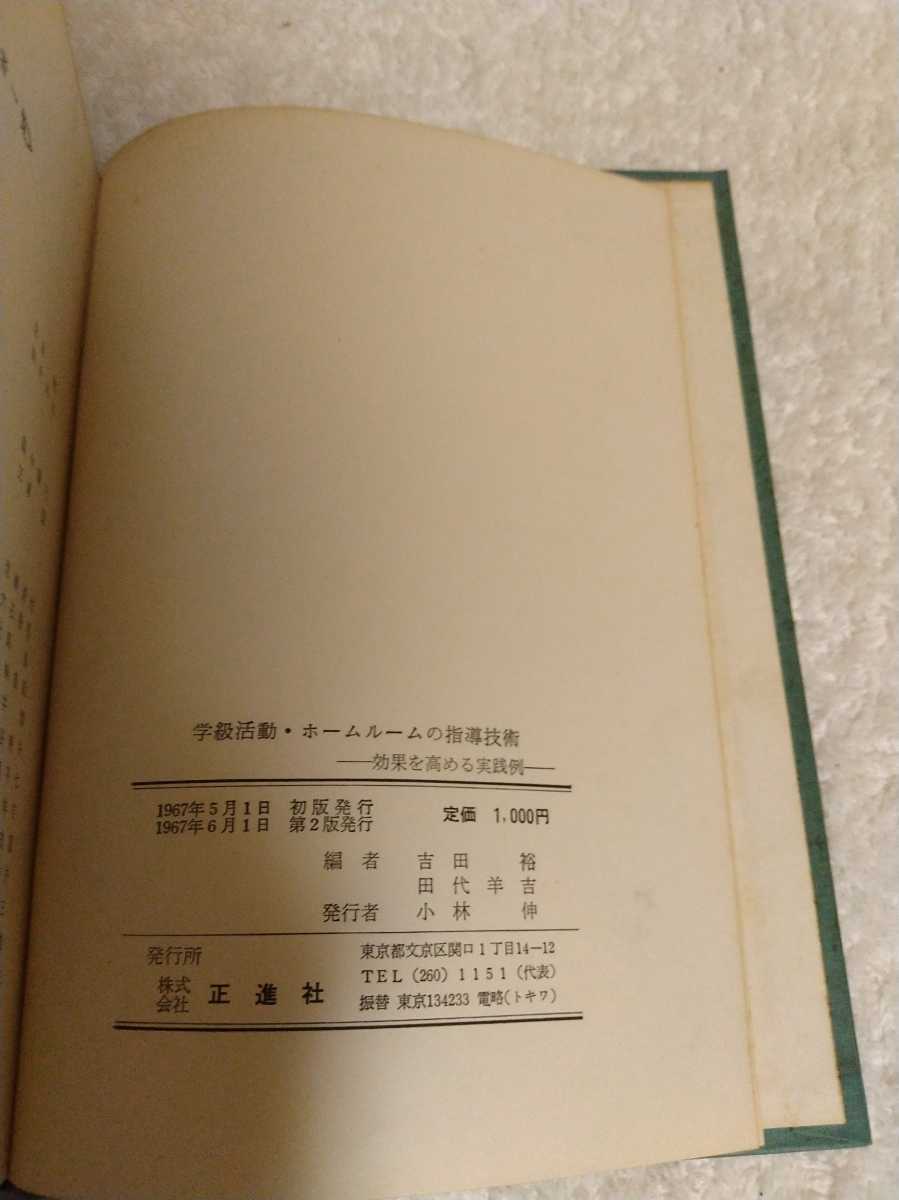 学級活動・ホームルームの指導技術
——効果を高める実践例——
1967年5月1日 初版発行
1967年6月1日 第2版発行
定価 1,000円
編者 吉田 裕
田代羊吉
発行者 小林 伸
発行所
株式会社 正進社
東京都文京区関口1丁目14—12
TEL(260)1151(代表)
振替 東京134233 電略(トキワ)